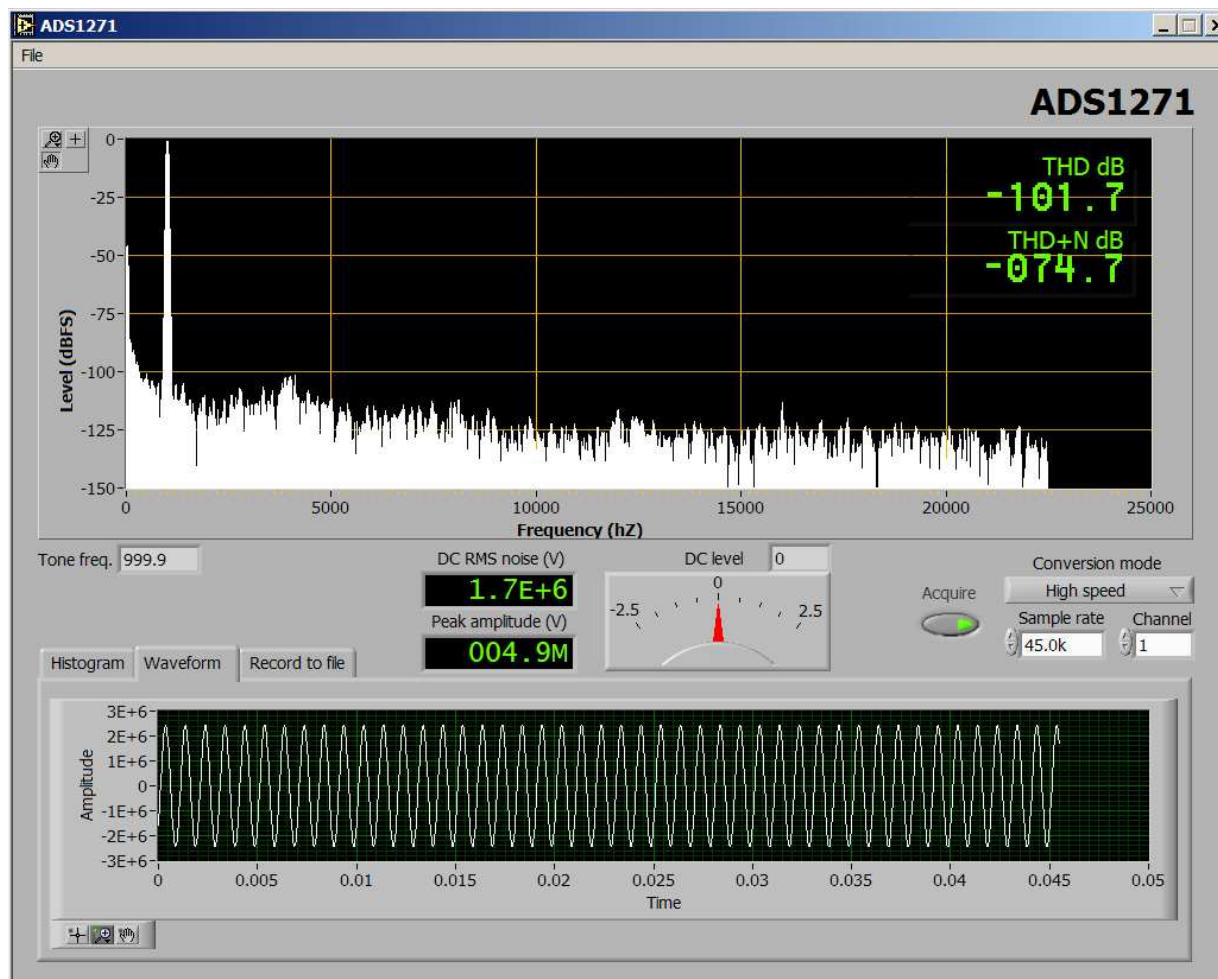 ADS1271
File
ADS1271
THD dB
-101.7
THD+N dB
-074.7
0
-25
-50
-75
-100
-125
-150
Level (dBFS)
0 5000 10000 15000 20000 25000
Frequency (hZ)
Tone freq. 999.9
DC RMS noise (V)
1.7E+6
Peak amplitude (V)
004.9M
DC level 0
0
-2.5 2.5
Acquire
Conversion mode
High speed
Sample rate Channel
45.0k 1
Histogram Waveform Record to file
3E+6
2E+6
1E+6
0
-1E+6
-2E+6
-3E+6
Amplitude
0 0.005 0.01 0.015 0.02 0.025 0.03 0.035 0.04 0.045 0.05
Time